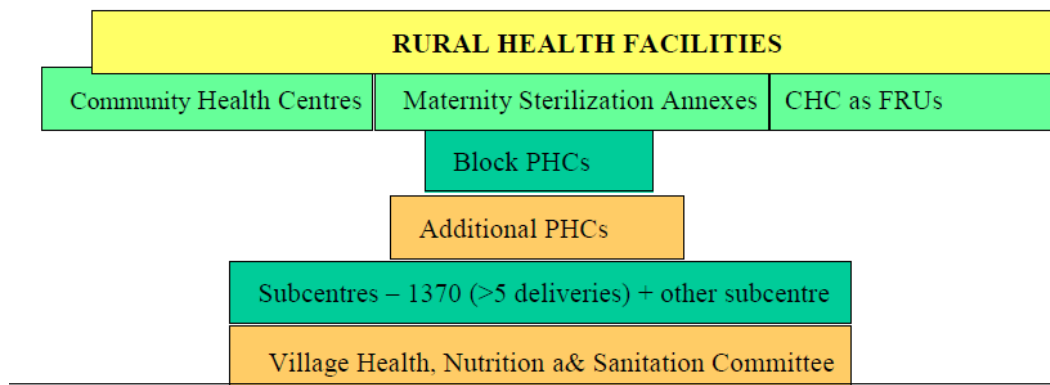 RURAL HEALTH FACILITIES
Community Health Centres
Maternity Sterilization Annexes
CHC as FRUs
Block PHCs
Additional PHCs
Subcentres – 1370 (>5 deliveries) + other subcentre
Village Health, Nutrition a& Sanitation Committee